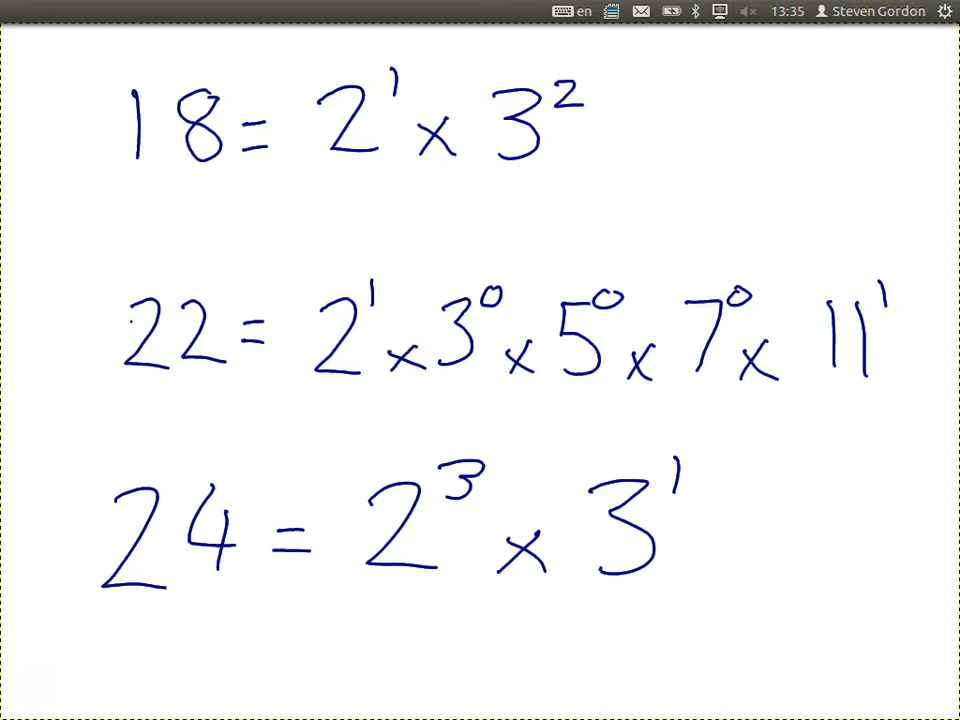 en 13:35 Steven Gordon
18 = 2¹ x 3²
22 = 2¹ x 3⁰ x 5⁰ x 7⁰ x 11¹
24 = 2³ x 3¹